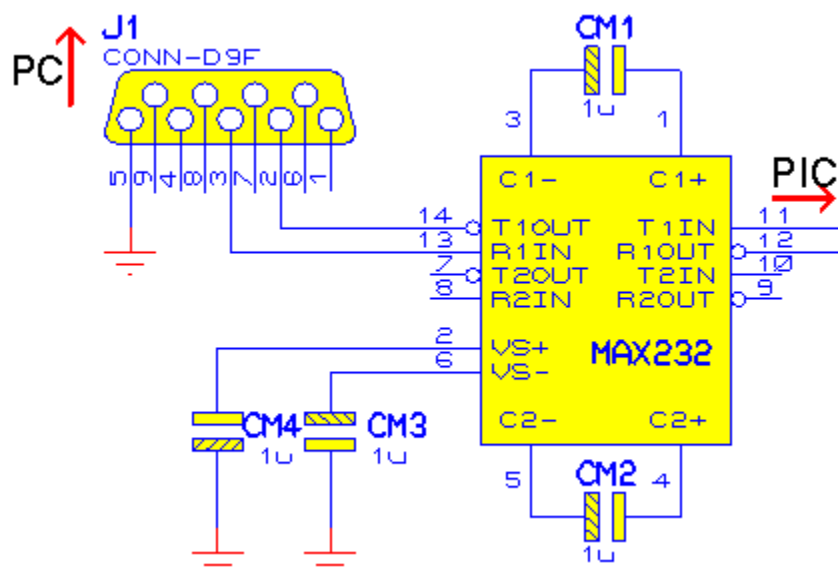 J1
CONN-D9F
PC
5
9
4
8
3
7
2
6
1
CM1
1u
3
1
C1-
C1+
PIC
14
T1OUT
T1IN
11
13
R1IN
R1OUT
12
7
T2OUT
T2IN
10
8
R2IN
R2OUT
9
2
VS+
6
VS-
MAX232
C2-
C2+
CM4
1u
CM3
1u
5
CM2
4
1u